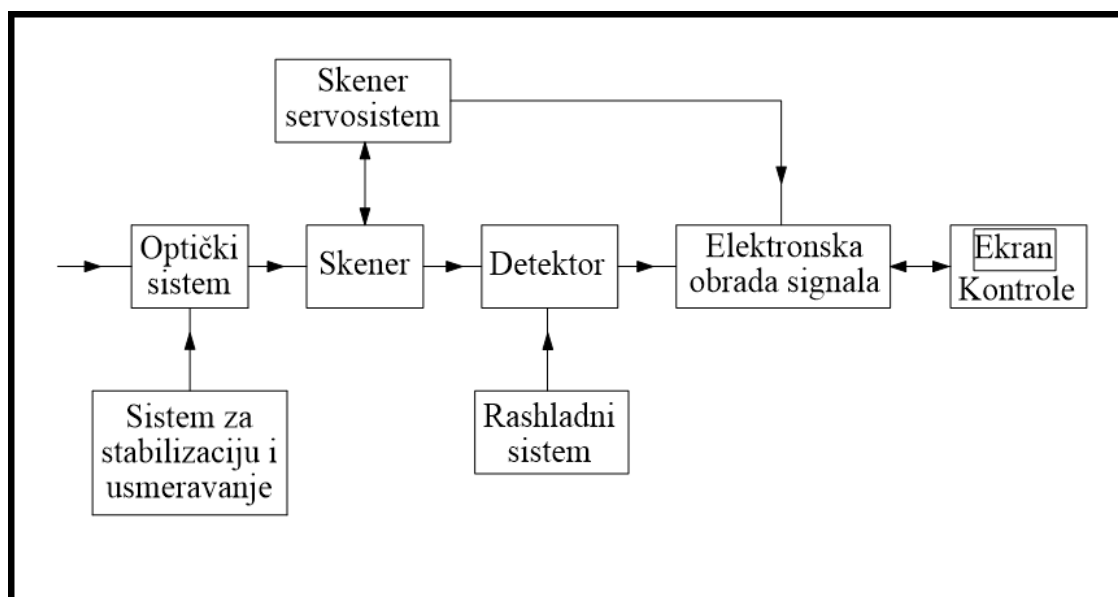 Skener
servosistem
Optički
sistem
Skener
Detektor
Elektronska
obrada signala
Ekran
Kontrole
Sistem za
stabilizaciju i
usmeravanje
Rashladni
sistem